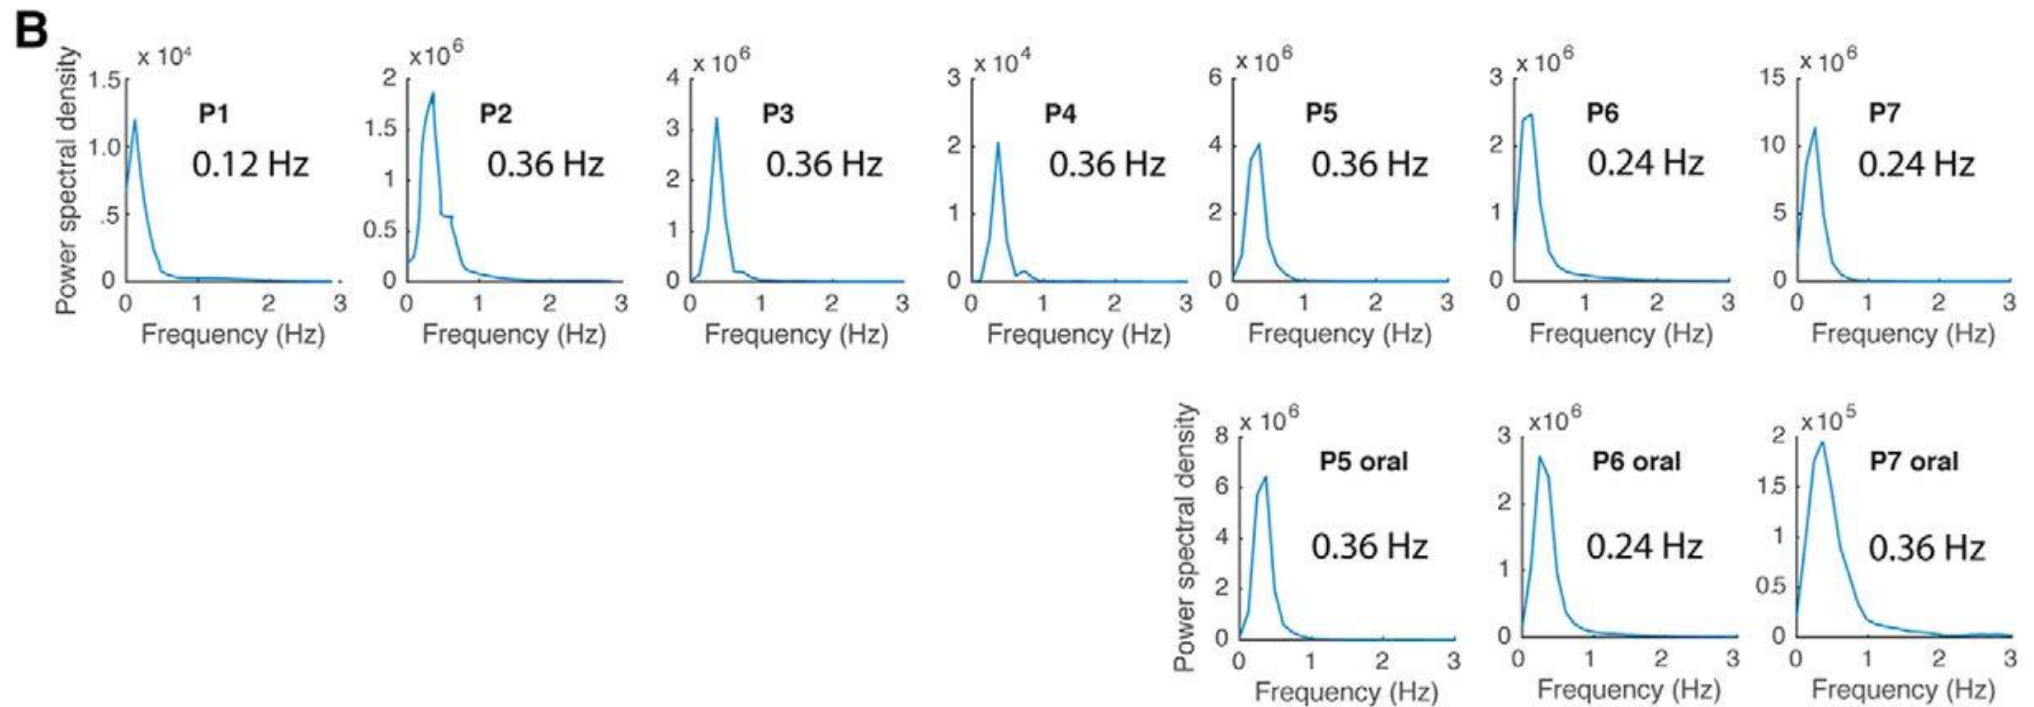 B
Power spectral density
x 10⁴
1.5
1.0
.5
0
P1
0.12 Hz
0 1 2 3
Frequency (Hz)
x10⁶
2
1.5
1
0.5
0
P2
0.36 Hz
0 1 2 3
Frequency (Hz)
x 10⁶
4
3
2
1
0
P3
0.36 Hz
0 1 2 3
Frequency (Hz)
x 10⁴
3
2
1
0
P4
0.36 Hz
0 1 2 3
Frequency (Hz)
x 10⁶
6
4
2
0
P5
0.36 Hz
0 1 2 3
Frequency (Hz)
x 10⁶
3
2
1
0
P6
0.24 Hz
0 1 2 3
Frequency (Hz)
x 10⁶
15
10
5
0
P7
0.24 Hz
0 1 2 3
Frequency (Hz)
Power spectral density
x 10⁶
8
6
4
2
0
P5 oral
0.36 Hz
0 1 2 3
Frequency (Hz)
x10⁶
3
2
1
0
P6 oral
0.24 Hz
0 1 2 3
Frequency (Hz)
x10⁵
2
1.5
1
0.5
0
P7 oral
0.36 Hz
0 1 2 3
Frequency (Hz)